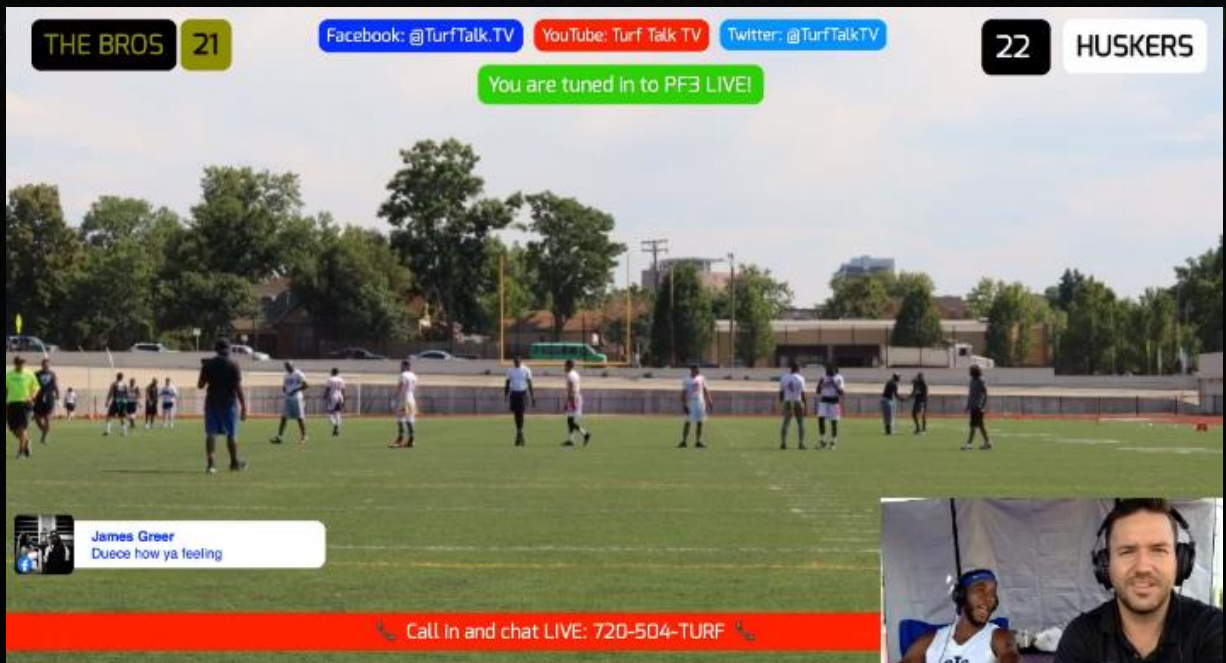 THE BROS 21
Facebook: @TurfTalk.TV
YouTube: Turf Talk TV
Twitter: @TurfTalkTV
22 HUSKERS
You are tuned in to PF3 LIVE!
James Greer
Duece how ya feeling
Call in and chat LIVE: 720-504-TURF